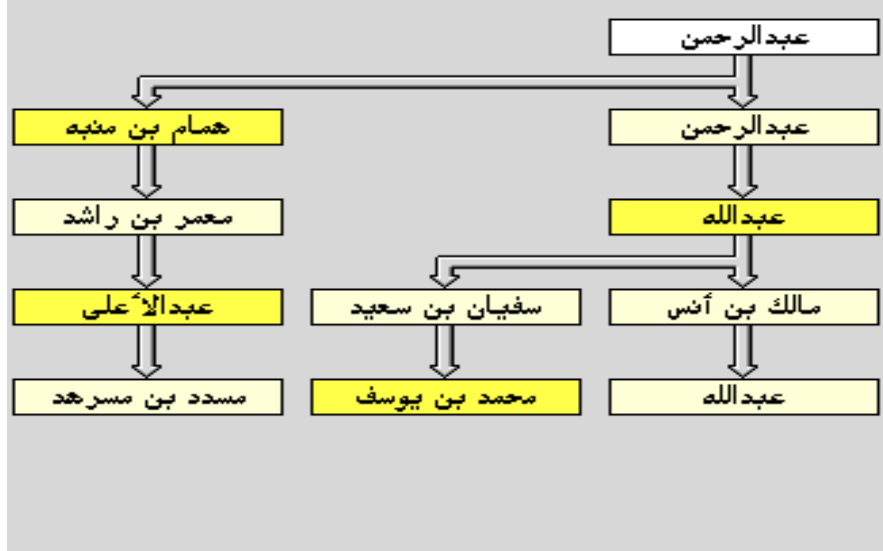 عبدالرحمن
عبدالرحمن
همام بن منبه
عبدالله
معمر بن راشد
مالك بن أنس
سفيان بن سعيد
عبدالأعلى
عبدالله
محمد بن يوسف
مسدد بن مسرهد